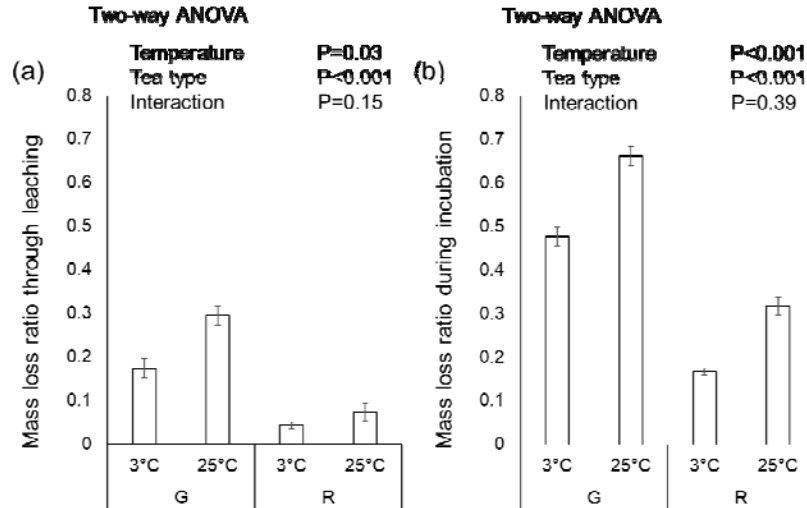 Two-way ANOVA
Temperature P=0.03
(a) Tea type P<0.001
Interaction P=0.15
Mass loss ratio through leaching
0.8
0.7
0.6
0.5
0.4
0.3
0.2
0.1
0
3°C 25°C 3°C 25°C
G R
Two-way ANOVA
Temperature P<0.001
(b) Tea type P<0.001
Interaction P=0.39
Mass loss ratio during incubation
0.8
0.7
0.6
0.5
0.4
0.3
0.2
0.1
0
3°C 25°C 3°C 25°C
G R